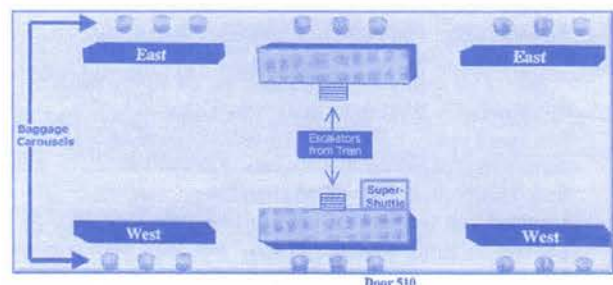 East
East
Baggage
Carousels
Escalators
from Train
Super-
Shuttle
West
West
Door 510